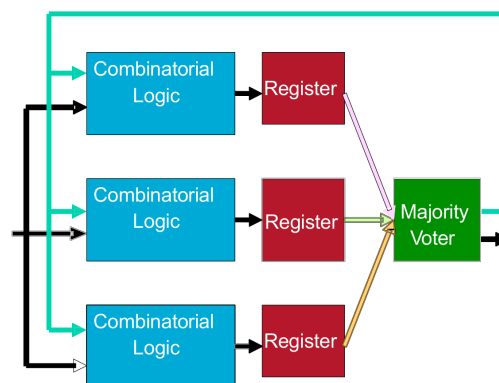 Combinatorial
Logic
Register
Combinatorial
Logic
Register
Majority
Voter
Combinatorial
Logic
Register